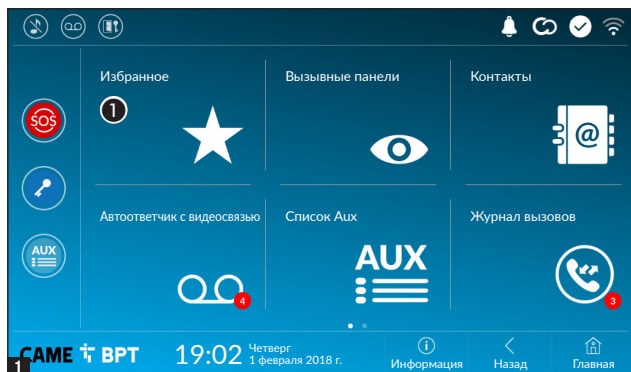 Избранное
Вызывные панели
Контакты
1
@
SOS
Автоответчик с видеосвязью
Список Aux
Журнал вызовов
AUX
AUX
4
3
CAME BPT
19:02
Четверг
1 февраля 2018 г.
Информация
Назад
Главная
1